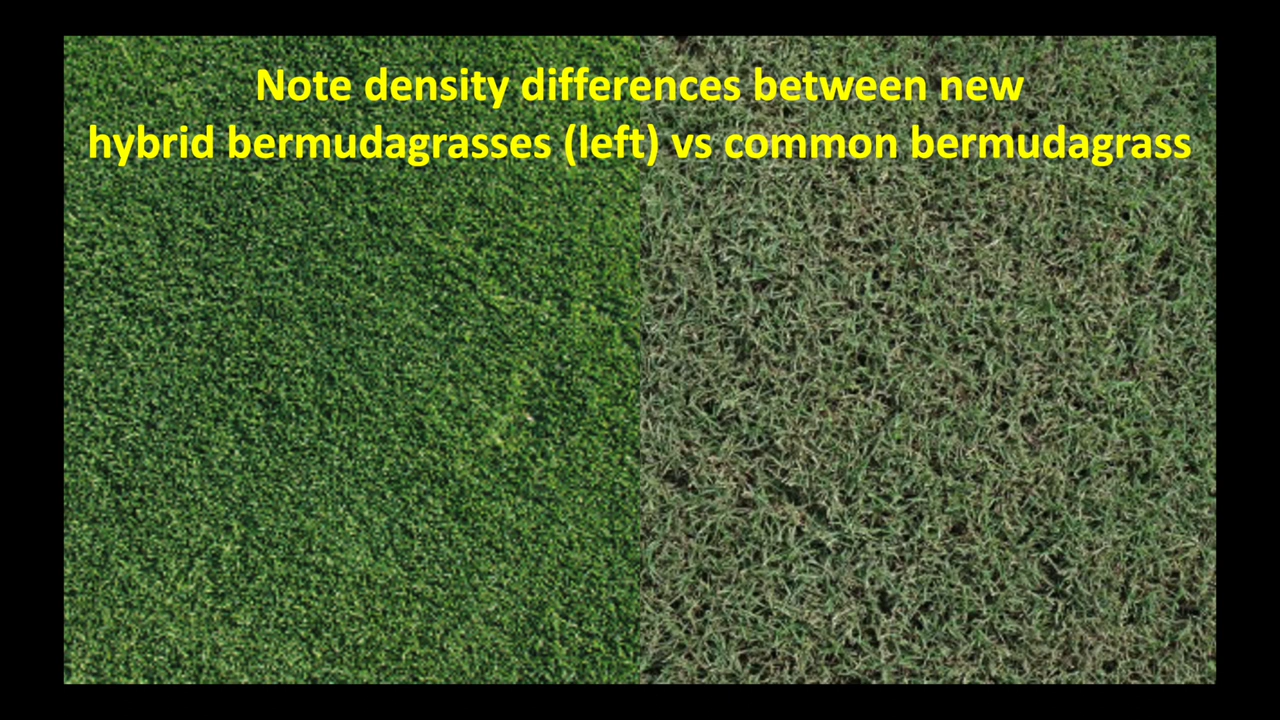 Note density differences between new
hybrid bermudagrasses (left) vs common bermudagrass